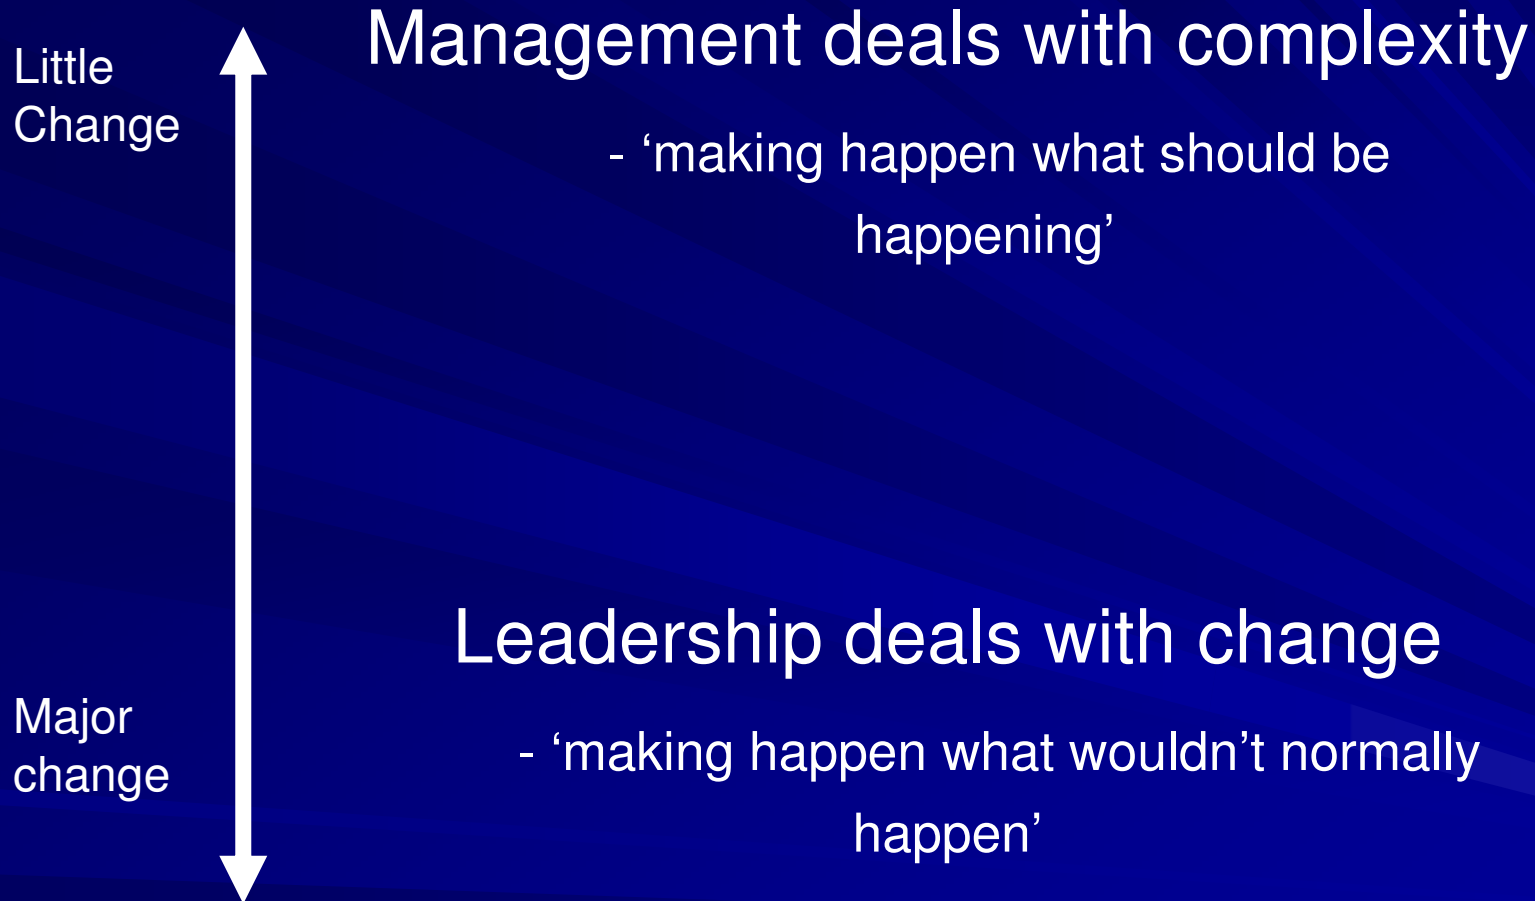 Little
Change
Management deals with complexity
- ‘making happen what should be
happening’
Leadership deals with change
Major
change
- ‘making happen what wouldn’t normally
happen’